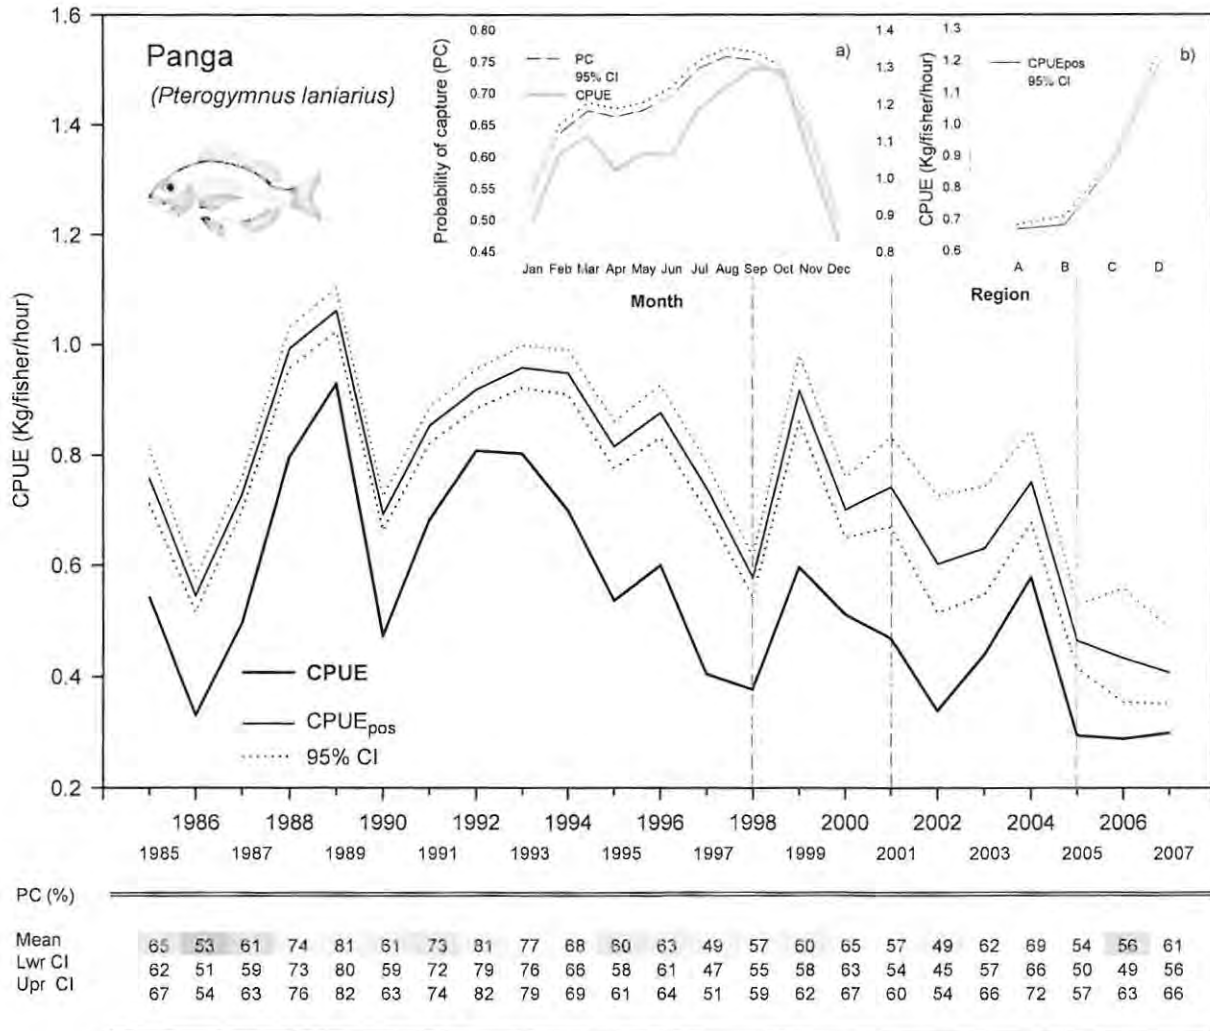 Panga
(Pterogymnus laniarius)
CPUE (Kg/fisher/hour)
1.6
1.4
1.2
1.0
0.8
0.6
0.4
0.2
CPUE
CPUEpos
95% CI
a)
Probability of capture (PC)
0.80
0.75
0.70
0.65
0.60
0.55
0.50
0.45
PC
95% CI
CPUE
1.4
1.3
1.2
1.1
1.0
0.9
0.8
Jan Feb Mar Apr May Jun Jul Aug Sep Oct Nov Dec
Month
b)
CPUE (Kg/fisher/hour)
1.3
1.2
1.1
1.0
0.9
0.8
0.7
0.6
CPUEpos
95% CI
A B C D
Region
1986 1988 1990 1992 1994 1996 1998 2000 2002 2004 2006
1985 1987 1989 1991 1993 1995 1997 1999 2001 2003 2005 2007
PC (%)
Mean 65 53 61 74 81 61 73 81 77 68 60 63 49 57 60 65 57 49 62 69 54 56 61
Lwr CI 62 51 59 73 80 59 72 79 76 66 58 61 47 55 58 63 54 45 57 66 50 49 56
Upr CI 67 54 63 76 82 63 74 82 79 69 61 64 51 59 62 67 60 54 66 72 57 63 66